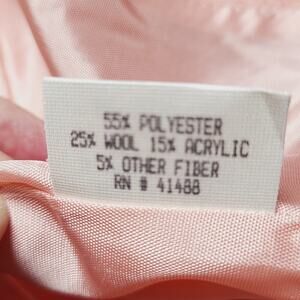 55% POLYESTER
25% WOOL 15% ACRYLIC
5% OTHER FIBER
RN # 41488